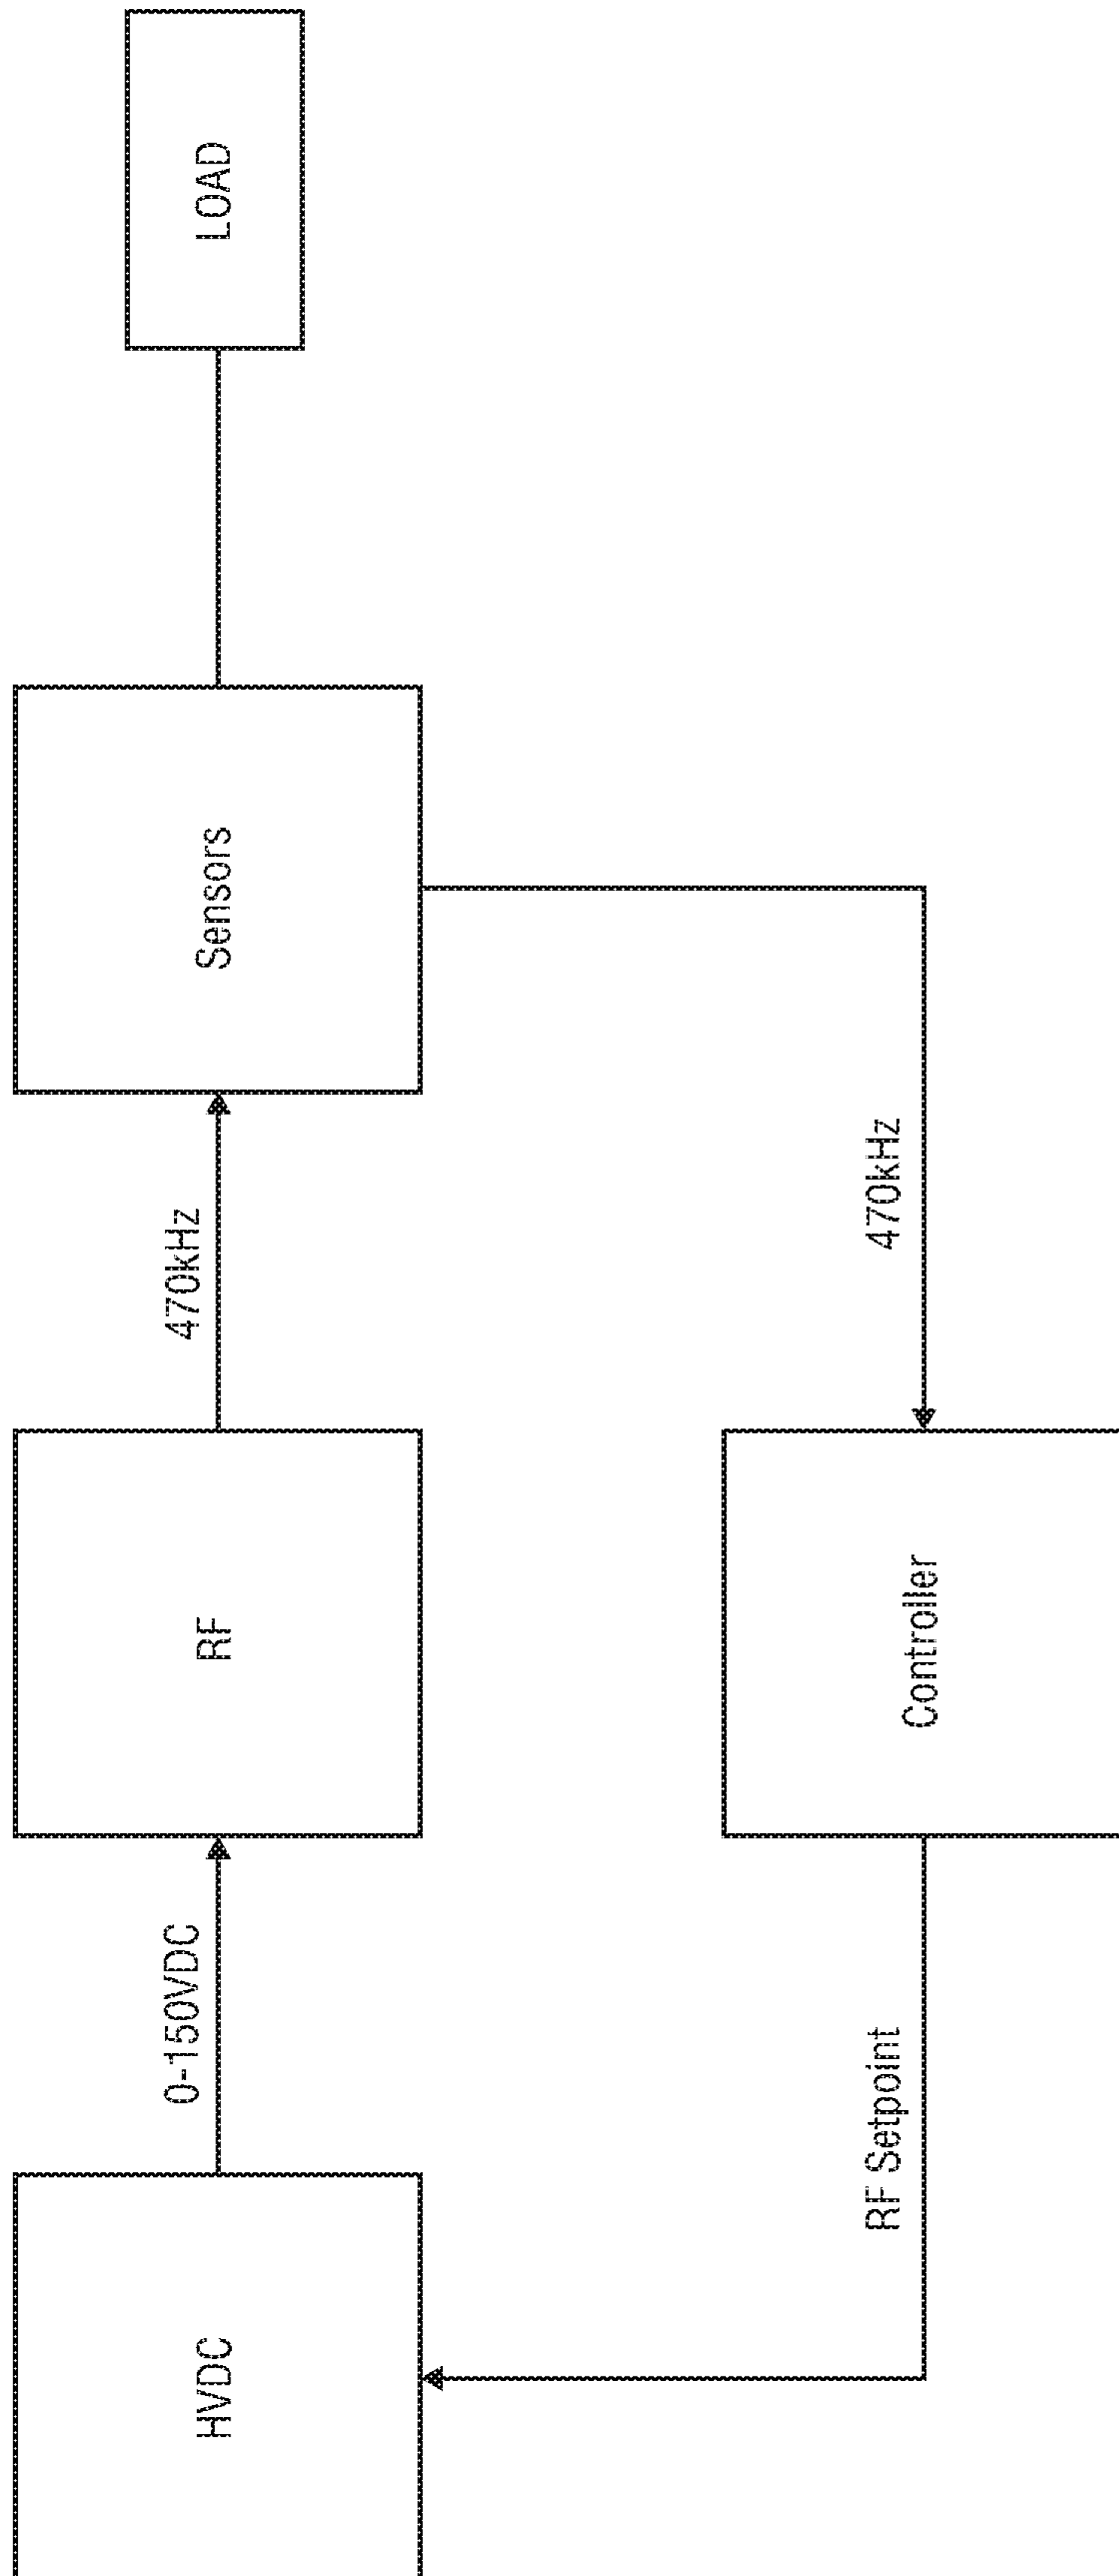 HVDC
0-150VDC
RF
470kHz
Sensors
LOAD
RF Setpoint
Controller
470kHz